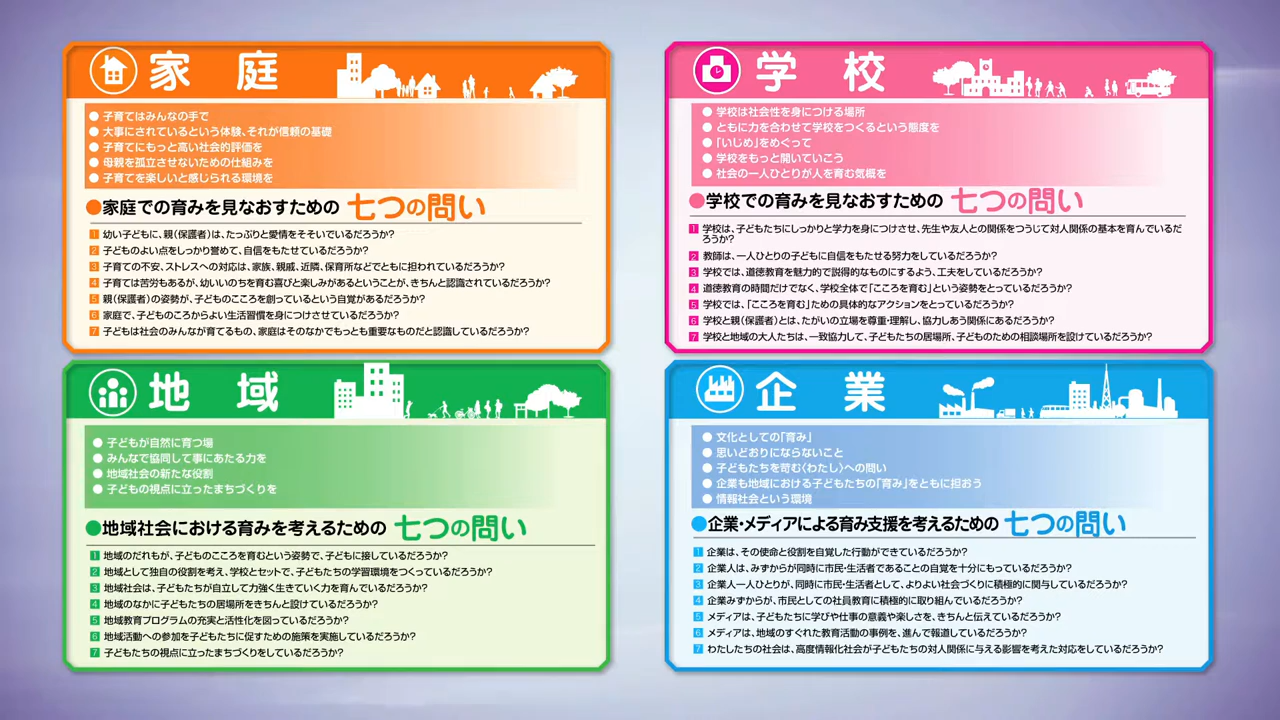 家庭
●子育てはみんなの手で
●大事にされているという体験、それが信頼の基礎
●子育てにもっと高い社会的評価を
●母親を孤立させないための仕組みを
●子育てを楽しいと感じられる環境を
●家庭での育みを見なおすための 七つの問い
1 幼い子どもに、親（保護者）は、たっぷりと愛情をそそいでいるだろうか?
2 子どものよい点をしっかり誉めて、自信をもたせているだろうか?
3 子育ての不安、ストレスへの対応は、家族、親戚、近隣、保育所などでともに担われているだろうか?
4 子育ては苦労もあるが、幼いいのちを育む喜びと楽しみがあるということが、きちんと認識されているだろうか?
5 親（保護者）の姿勢が、子どものこころを創っているという自覚があるだろうか?
6 家庭で、子どものころからよい生活習慣を身につけさせているだろうか?
7 子どもは社会のみんなが育てるもの、家庭はそのなかでもっとも重要なものだと認識しているだろうか?
学校
●学校は社会性を身につける場所
●ともに力を合わせて学校をつくるという態度を
●「いじめ」をめぐって
●学校をもっと開いていこう
●社会の一人ひとりが人を育む気概を
●学校での育みを見なおすための 七つの問い
1 学校は、子どもたちにしっかりと学力を身につけさせ、先生や友人との関係をつうじて対人関係の基本を育んでいるだ
ろうか?
2 教師は、一人ひとりの子どもに自信をもたせる努力をしているだろうか?
3 学校では、道徳教育を魅力的で説得的なものにするよう、工夫をしているだろうか?
4 道徳教育の時間だけでなく、学校全体で「こころを育む」という姿勢をとっているだろうか?
5 学校では、「こころを育む」ための具体的なアクションをとっているだろうか?
6 学校と親（保護者）とは、たがいの立場を尊重・理解し、協力しあう関係にあるだろうか?
7 学校と地域の大人たちは、一致協力して、子どもたちの居場所、子どものための相談場所を設けているだろうか?
地域
●子どもが自然に育つ場
●みんなで協同して事にあたる力を
●地域社会の新たな役割
●子どもの視点に立ったまちづくりを
●地域社会における育みを考えるための 七つの問い
1 地域のだれもが、子どものこころを育むという姿勢で、子どもに接しているだろうか?
2 地域として独自の役割を考え、学校とセットで、子どもたちの学習環境をつくっているだろうか?
3 地域社会は、子どもたちが自立して力強く生きていく力を育んでいるだろうか?
4 地域のなかに子どもたちの居場所をきちんと設けているだろうか?
5 地域教育プログラムの充実と活性化を図っているだろうか?
6 地域活動への参加を子どもたちに促すための施策を実施しているだろうか?
7 子どもたちの視点に立ったまちづくりをしているだろうか?
企業
●文化としての「育み」
●思いどおりにならないこと
●子どもたちを苛む〈わたし〉への問い
●企業も地域における子どもたちの「育み」をともに担おう
●情報社会という環境
●企業・メディアによる育み支援を考えるための 七つの問い
1 企業は、その使命と役割を自覚した行動ができているだろうか?
2 企業人は、みずからが同時に市民・生活者であることの自覚を十分にもっているだろうか?
3 企業人一人ひとりが、同時に市民・生活者として、よりよい社会づくりに積極的に関与しているだろうか?
4 企業みずからが、市民としての社員教育に積極的に取り組んでいるだろうか?
5 メディアは、子どもたちに学びや仕事の意義や楽しさを、きちんと伝えているだろうか?
6 メディアは、地域のすぐれた教育活動の事例を、進んで報道しているだろうか?
7 わたしたちの社会は、高度情報化社会が子どもたちの対人関係に与える影響を考えた対応をしているだろうか?